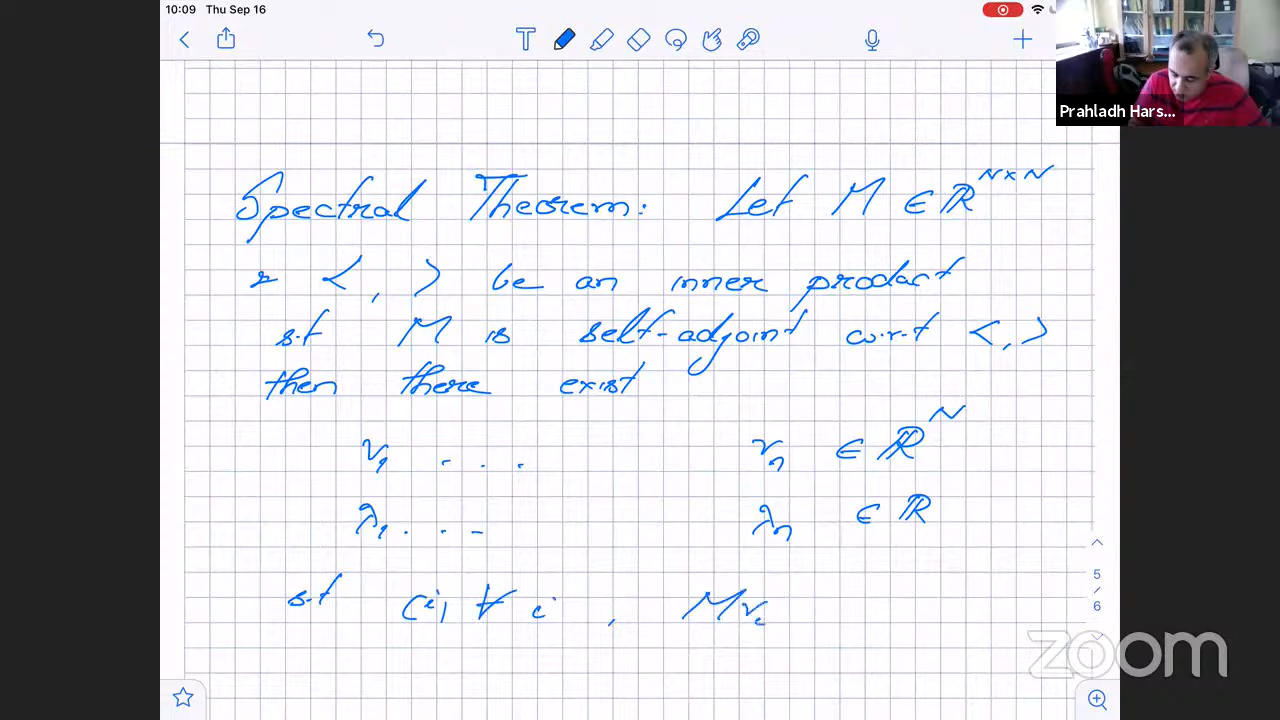 10:09 Thu Sep 16
T
Prahladh Hars...
Spectral Theorem: Let M ∈ ℝ^{N×N}
& < , > be an inner product
s.t M is self-adjoint w.r.t < , >
then there exist
v₁ . . . vₙ ∈ ℝ^N
λ₁ . . . λₙ ∈ ℝ
s.t (i) ∀ i , Mvᵢ
5
/
6
zoom